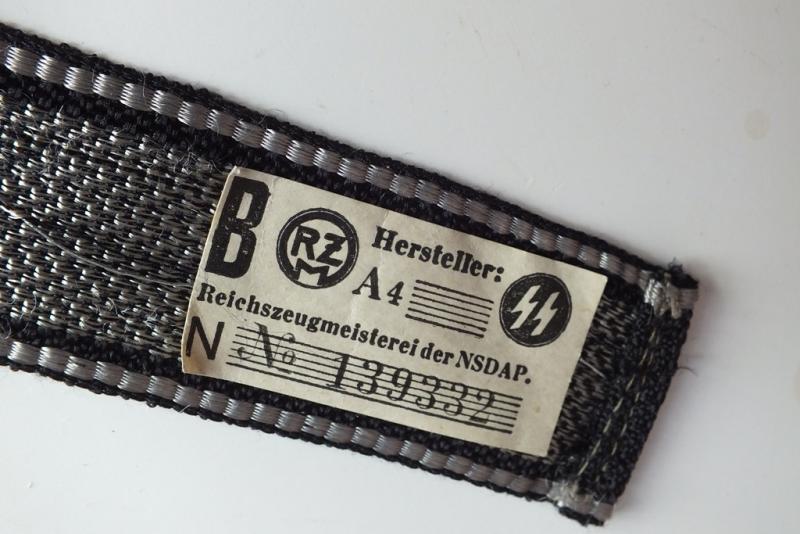 B
RZM
Hersteller:
A4
Reichszeugmeisterei der NSDAP.
N
No 139332